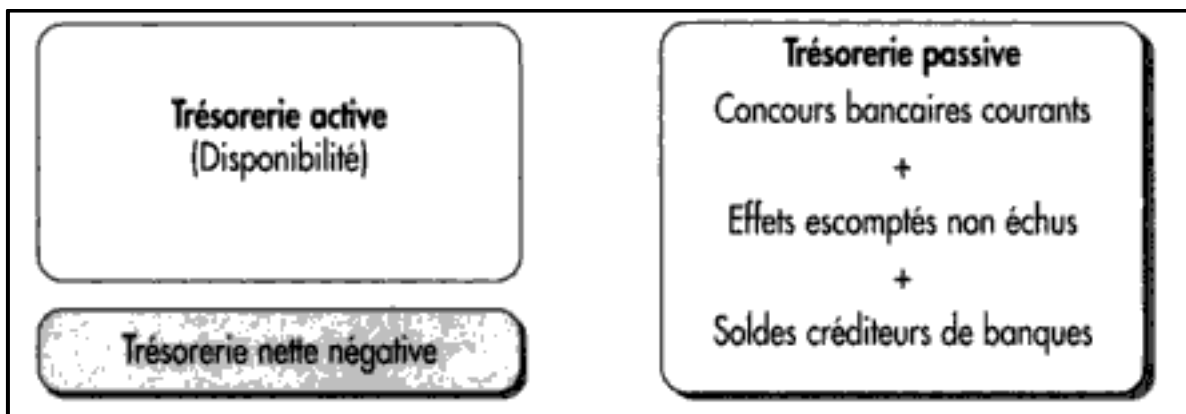 Trésorerie active
(Disponibilité)
Trésorerie nette négative
Trésorerie passive
Concours bancaires courants
+
Effets escomptés non échus
+
Soldes créditeurs de banques